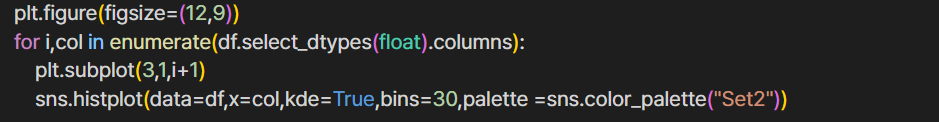 plt.figure(figsize=(12,9))
for i,col in enumerate(df.select_dtypes(float).columns):
    plt.subplot(3,1,i+1)
    sns.histplot(data=df,x=col,kde=True,bins=30,palette =sns.color_palette("Set2"))